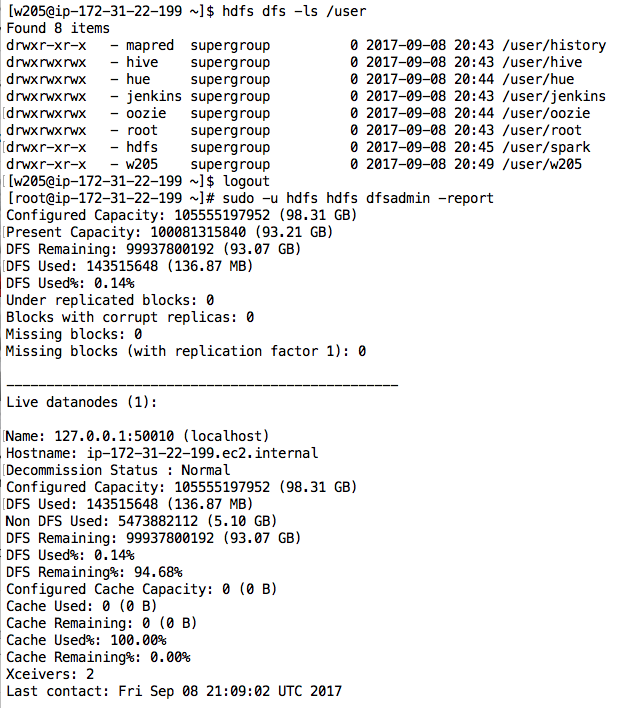 [w205@ip-172-31-22-199 ~]$ hdfs dfs -ls /user
Found 8 items
drwxr-xr-x   - mapred  supergroup          0 2017-09-08 20:43 /user/history
drwxrwxrwx   - hive    supergroup          0 2017-09-08 20:43 /user/hive
drwxrwxrwx   - hue     supergroup          0 2017-09-08 20:44 /user/hue
drwxrwxrwx   - jenkins supergroup          0 2017-09-08 20:43 /user/jenkins
drwxrwxrwx   - oozie   supergroup          0 2017-09-08 20:44 /user/oozie
drwxrwxrwx   - root    supergroup          0 2017-09-08 20:43 /user/root
drwxr-xr-x   - hdfs    supergroup          0 2017-09-08 20:45 /user/spark
drwxr-xr-x   - w205    supergroup          0 2017-09-08 20:49 /user/w205
[w205@ip-172-31-22-199 ~]$ logout
[root@ip-172-31-22-199 ~]# sudo -u hdfs hdfs dfsadmin -report
Configured Capacity: 105555197952 (98.31 GB)
Present Capacity: 100081315840 (93.21 GB)
DFS Remaining: 99937800192 (93.07 GB)
DFS Used: 143515648 (136.87 MB)
DFS Used%: 0.14%
Under replicated blocks: 0
Blocks with corrupt replicas: 0
Missing blocks: 0
Missing blocks (with replication factor 1): 0
-------------------------------------------------
Live datanodes (1):
Name: 127.0.0.1:50010 (localhost)
Hostname: ip-172-31-22-199.ec2.internal
Decommission Status : Normal
Configured Capacity: 105555197952 (98.31 GB)
DFS Used: 143515648 (136.87 MB)
Non DFS Used: 5473882112 (5.10 GB)
DFS Remaining: 99937800192 (93.07 GB)
DFS Used%: 0.14%
DFS Remaining%: 94.68%
Configured Cache Capacity: 0 (0 B)
Cache Used: 0 (0 B)
Cache Remaining: 0 (0 B)
Cache Used%: 100.00%
Cache Remaining%: 0.00%
Xceivers: 2
Last contact: Fri Sep 08 21:09:02 UTC 2017